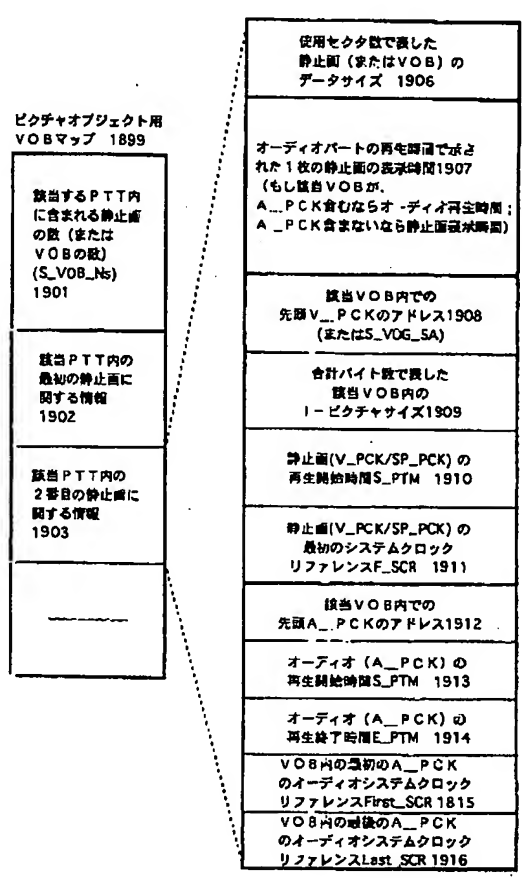 ピクチャオブジェクト用
VOBマップ 1899
該当するPTT内
に含まれる静止画
の数（または
VOBの数）
(S_VOB_Ns)
1901
該当PTT内の
最初の静止画に
関する情報
1902
該当PTT内の
2番目の静止画に
関する情報
1903
使用セクタ数で表した
静止画（またはVOB）の
データサイズ 1906
オーディオパートの再生時間で示さ
れた1枚の静止画の表示時間1907
（もし該当VOBが、
A__PCK含むならオ-ディオ再生時間；
A__PCK含まないなら静止画表示時間）
該当VOB内での
先頭V__PCKのアドレス1908
(またはS_VOG_SA)
合計バイト数で表した
該当VOB内の
I-ピクチャサイズ1909
静止画(V_PCK/SP_PCK)の
再生開始時間S_PTM 1910
静止画(V_PCK/SP_PCK)の
最初のシステムクロック
リファレンスF_SCR 1911
該当VOB内での
先頭A__PCKのアドレス1912
オーディオ（A__PCK）の
再生開始時間S_PTM 1913
オーディオ（A__PCK）の
再生終了時間E_PTM 1914
VOB内の最初のA__PCK
のオーディオシステムクロック
リファレンスFirst_SCR 1815
VOB内の最後のA__PCK
のオーディオシステムクロック
リファレンスLast_SCR 1916